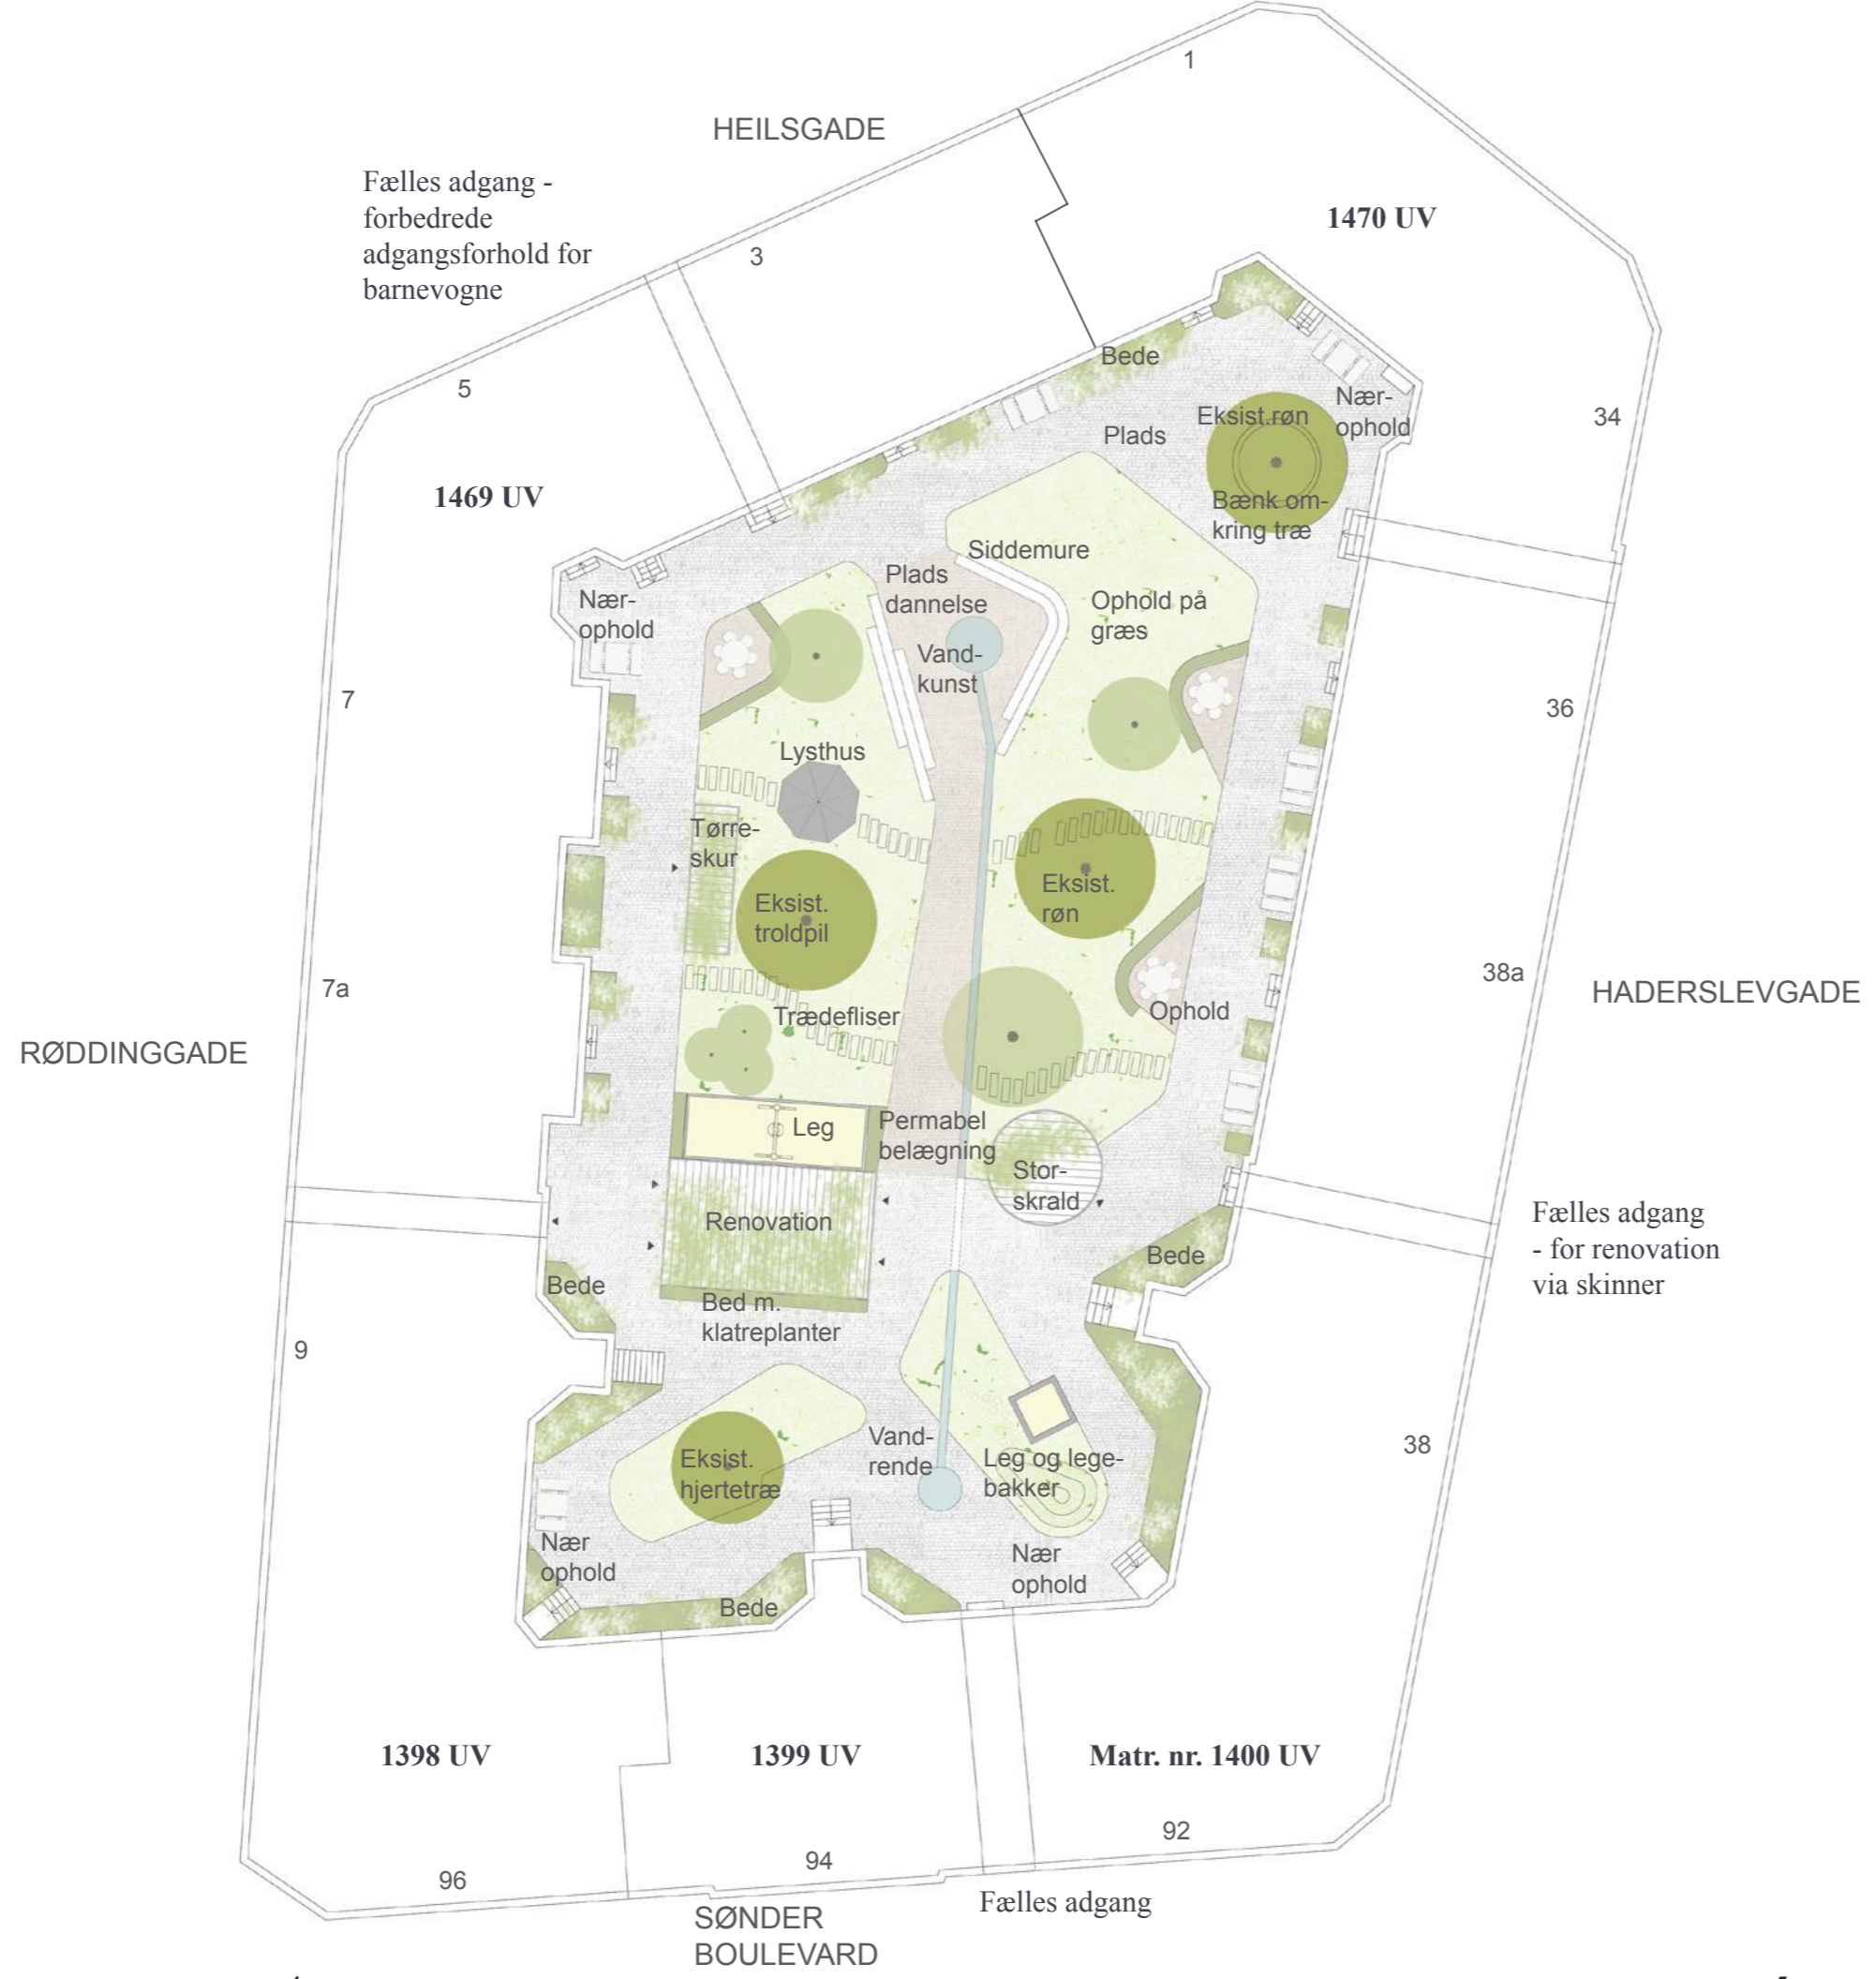 1
HEILSGADE
Fælles adgang -
forbedrede
adgangsforhold for
barnevogne
1470 UV
3
5
Bede
Nær-
ophold
Eksist.røn
34
Plads
1469 UV
Bænk om-
kring træ
Siddemure
Plads
dannelse
Nær-
ophold
Ophold på
græs
Vand-
kunst
7
36
Lysthus
Tørre-
skur
Eksist.
røn
Eksist.
troldpil
38a
7a
HADERSLEVGADE
Ophold
Trædefliser
RØDDINGGADE
Leg
Permabel
belægning
Stor-
skrald
Renovation
Fælles adgang
- for renovation
via skinner
Bede
Bede
Bed m.
klatreplanter
9
Vand-
rende
38
Eksist.
hjertetræ
Leg og lege-
bakker
Nær
ophold
Nær
ophold
Bede
1398 UV
1399 UV
Matr. nr. 1400 UV
92
94
96
Fælles adgang
SØNDER
BOULEVARD